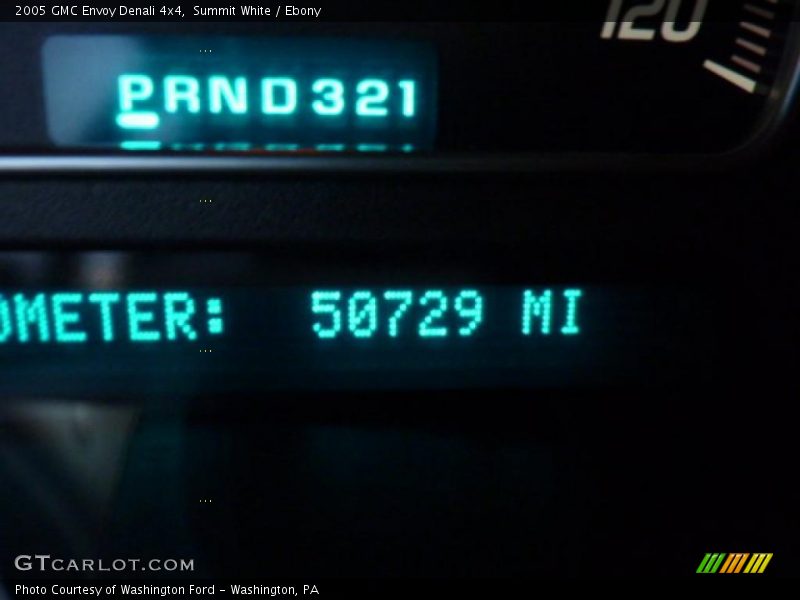 2005 GMC Envoy Denali 4x4, Summit White / Ebony
120
PRND321
OMETER: 50729 MI
GTCARLOT.COM
Photo Courtesy of Washington Ford - Washington, PA